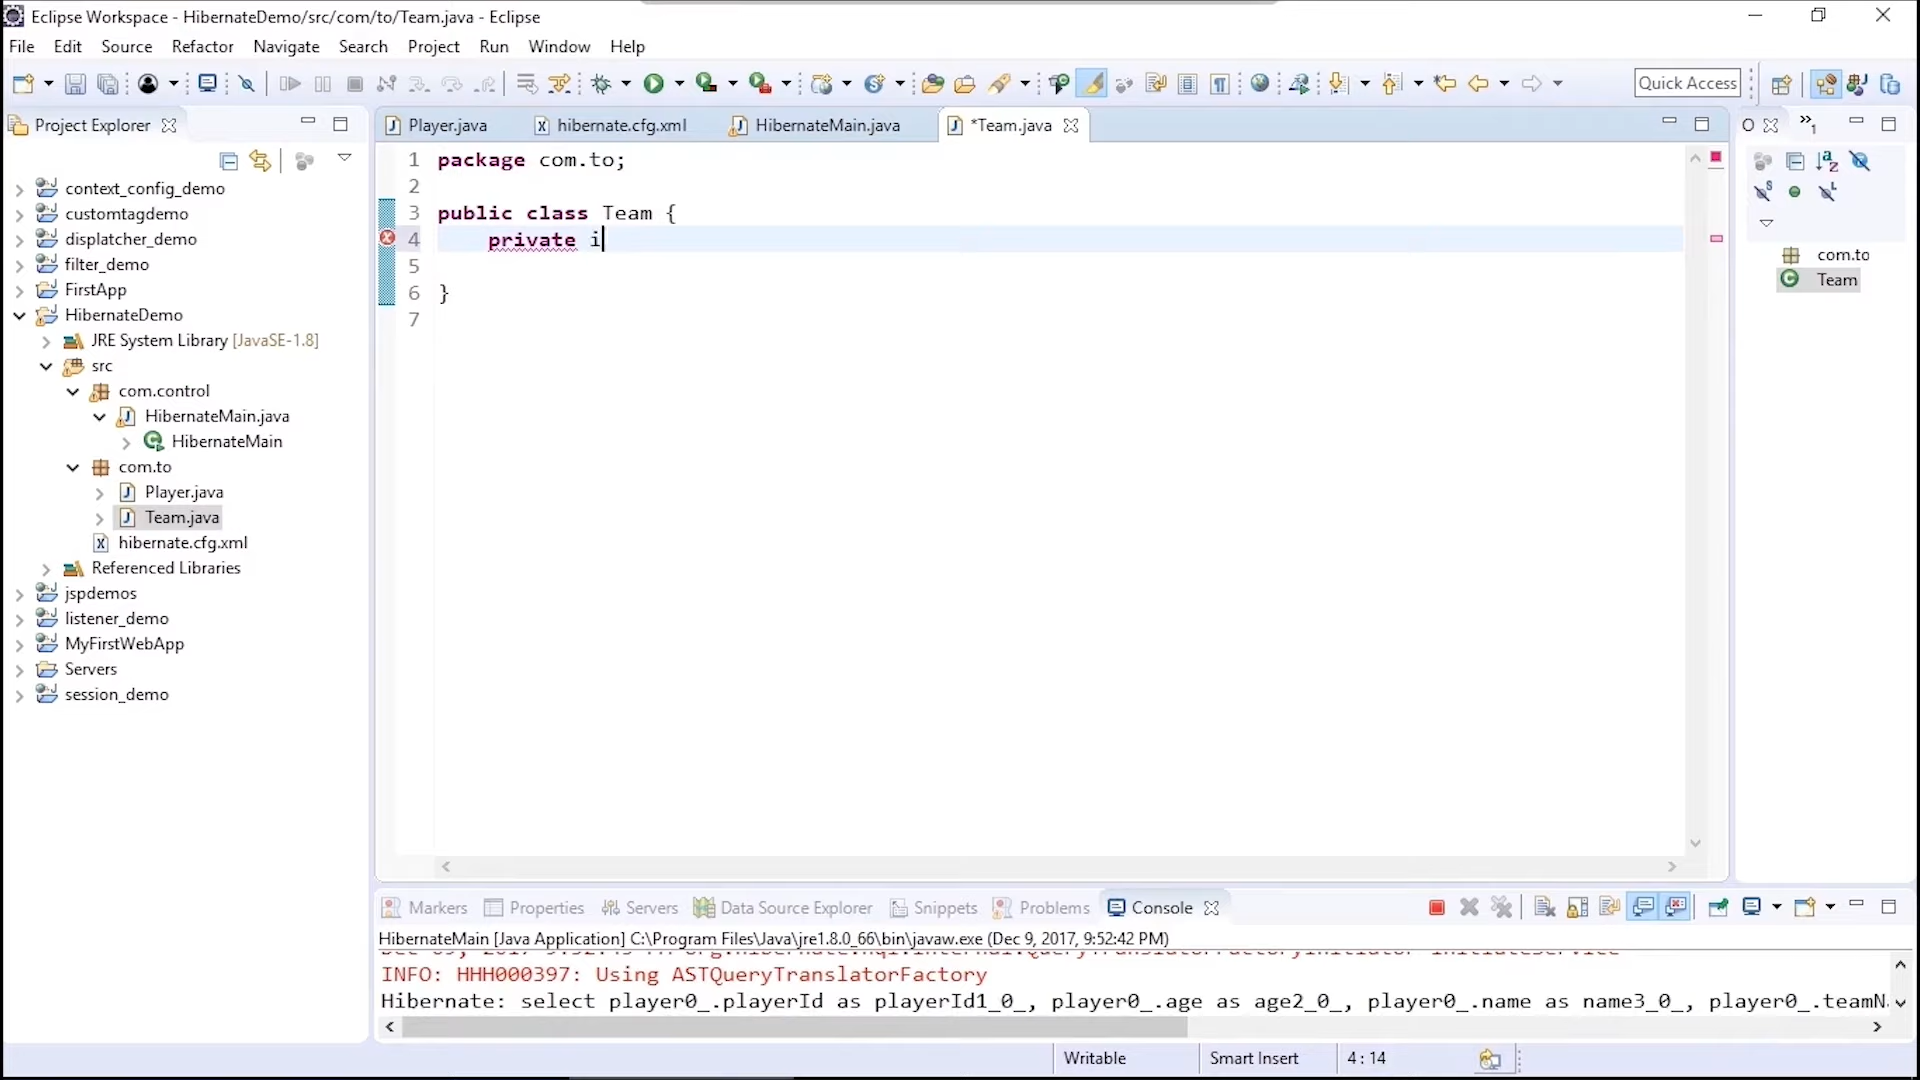 Eclipse Workspace - HibernateDemo/src/com/to/Team.java - Eclipse
File Edit Source Refactor Navigate Search Project Run Window Help
Quick Access
Project Explorer
Player.java hibernate.cfg.xml HibernateMain.java *Team.java
context_config_demo
customtagdemo
displatcher_demo
filter_demo
FirstApp
HibernateDemo
JRE System Library [JavaSE-1.8]
src
com.control
HibernateMain.java
HibernateMain
com.to
Player.java
Team.java
hibernate.cfg.xml
Referenced Libraries
jspdemos
listener_demo
MyFirstWebApp
Servers
session_demo
1 package com.to;
2
3 public class Team {
4 private i
5
6 }
7
com.to
Team
Markers Properties Servers Data Source Explorer Snippets Problems Console
HibernateMain [Java Application] C:\Program Files\Java\jre1.8.0_66\bin\javaw.exe (Dec 9, 2017, 9:52:42 PM)
INFO: HHH000397: Using ASTQueryTranslatorFactory
Hibernate: select player0_.playerId as playerId1_0_, player0_.age as age2_0_, player0_.name as name3_0_, player0_.teamN
Writable Smart Insert 4 : 14